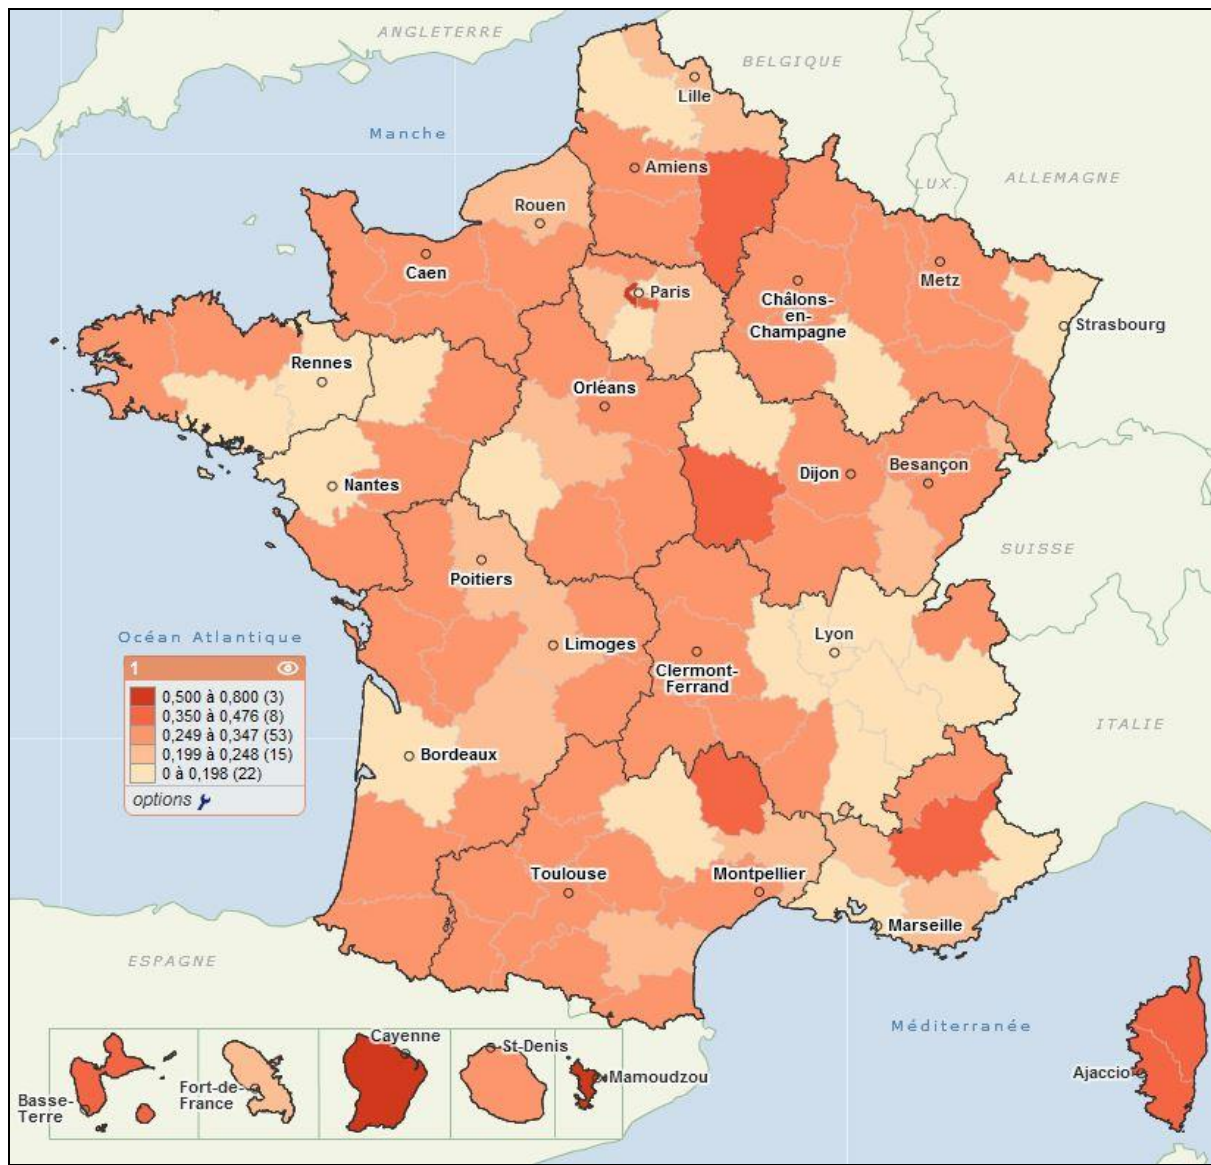 ANGLETERRE
BELGIQUE
Lille
Manche
Amiens
LUX.
ALLEMAGNE
Rouen
Caen
Metz
Paris
Châlons-
en-
Champagne
Strasbourg
Rennes
Orléans
Dijon
Besançon
Nantes
SUISSE
Poitiers
Océan Atlantique
Limoges
Lyon
Clermont-
Ferrand
1
0,500 à 0,800 (3)
0,350 à 0,476 (8)
0,249 à 0,347 (53)
0,199 à 0,248 (15)
0 à 0,198 (22)
options
ITALIE
Bordeaux
Toulouse
Montpellier
Marseille
ESPAGNE
Méditerranée
Cayenne
St-Denis
Mamoudzou
Ajaccio
Fort-de-
France
Basse-
Terre